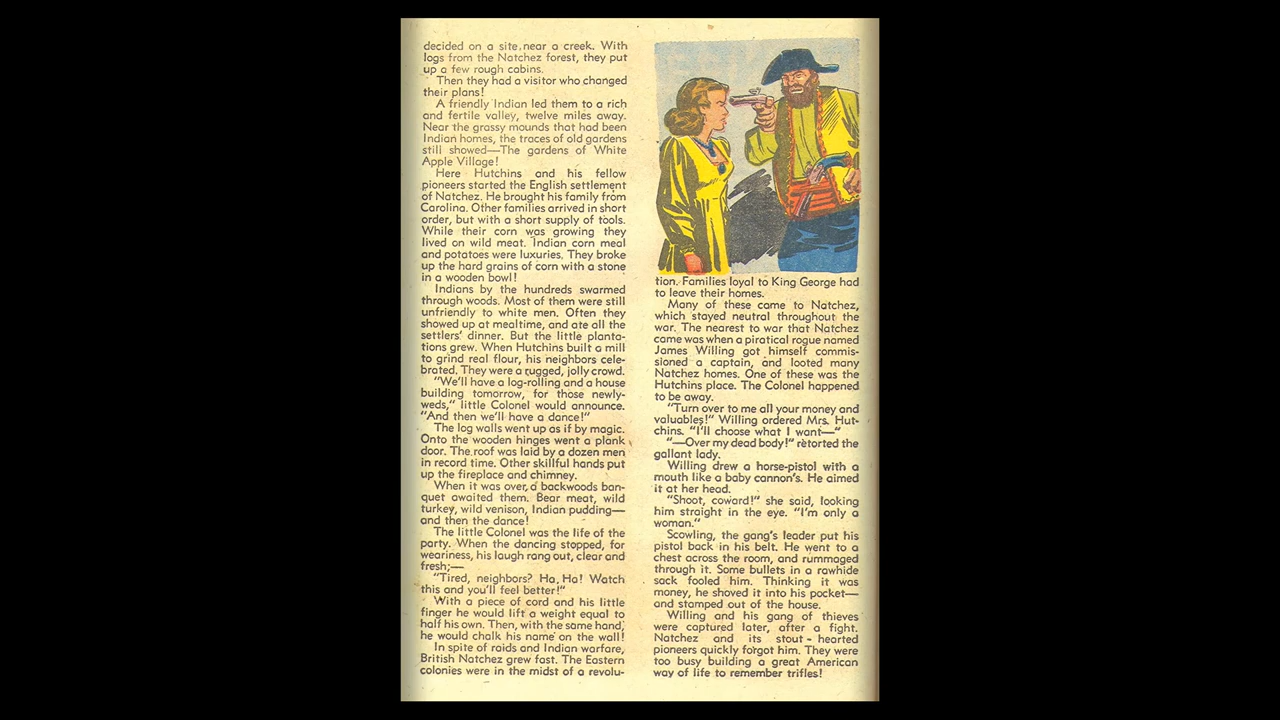 decided on a site near a creek. With
logs from the Natchez forest, they put
up a few rough cabins.
Then they had a visitor who changed
their plans!
A friendly Indian led them to a rich
and fertile valley, twelve miles away.
Near the grassy mounds that had been
Indian homes, the traces of old gardens
still showed—The gardens of White
Apple Village!
Here Hutchins and his fellow
pioneers started the English settlement
of Natchez. He brought his family from
Carolina. Other families arrived in short
order, but with a short supply of tools.
While their corn was growing they
lived on wild meat. Indian corn meal
and potatoes were luxuries. They broke
up the hard grains of corn with a stone
in a wooden bowl!
Indians by the hundreds swarmed
through woods. Most of them were still
unfriendly to white men. Often they
showed up at mealtime, and ate all the
settlers' dinner. But the little planta-
tions grew. When Hutchins built a mill
to grind real flour, his neighbors cele-
brated. They were a rugged, jolly crowd.
"We'll have a log-rolling and a house
building tomorrow, for those newly-
weds," little Colonel would announce.
"And then we'll have a dance!"
The log walls went up as if by magic.
Onto the wooden hinges went a plank
door. The roof was laid by a dozen men
in record time. Other skillful hands put
up the fireplace and chimney.
When it was over, a backwoods ban-
quet awaited them. Bear meat, wild
turkey, wild venison, Indian pudding—
and then the dance!
The little Colonel was the life of the
party. When the dancing stopped, for
weariness, his laugh rang out, clear and
fresh;—
"Tired, neighbors? Ha, Ha! Watch
this and you'll feel better!"
With a piece of cord and his little
finger he would lift a weight equal to
half his own. Then, with the same hand,
he would chalk his name on the wall!
In spite of raids and Indian warfare,
British Natchez grew fast. The Eastern
colonies were in the midst of a revolu-
tion. Families loyal to King George had
to leave their homes.
Many of these came to Natchez,
which stayed neutral throughout the
war. The nearest to war that Natchez
came was when a piratical rogue named
James Willing got himself commis-
sioned a captain, and looted many
Natchez homes. One of these was the
Hutchins place. The Colonel happened
to be away.
"Turn over to me all your money and
valuables!" Willing ordered Mrs. Hut-
chins. "I'll choose what I want—"
"—Over my dead body!" retorted the
gallant lady.
Willing drew a horse-pistol with a
mouth like a baby cannon's. He aimed
it at her head.
"Shoot, coward!" she said, looking
him straight in the eye. "I'm only a
woman."
Scowling, the gang's leader put his
pistol back in his belt. He went to a
chest across the room, and rummaged
through it. Some bullets in a rawhide
sack fooled him. Thinking it was
money, he shoved it into his pocket—
and stamped out of the house.
Willing and his gang of thieves
were captured later, after a fight.
Natchez and its stout-hearted
pioneers quickly forgot him. They were
too busy building a great American
way of life to remember trifles!